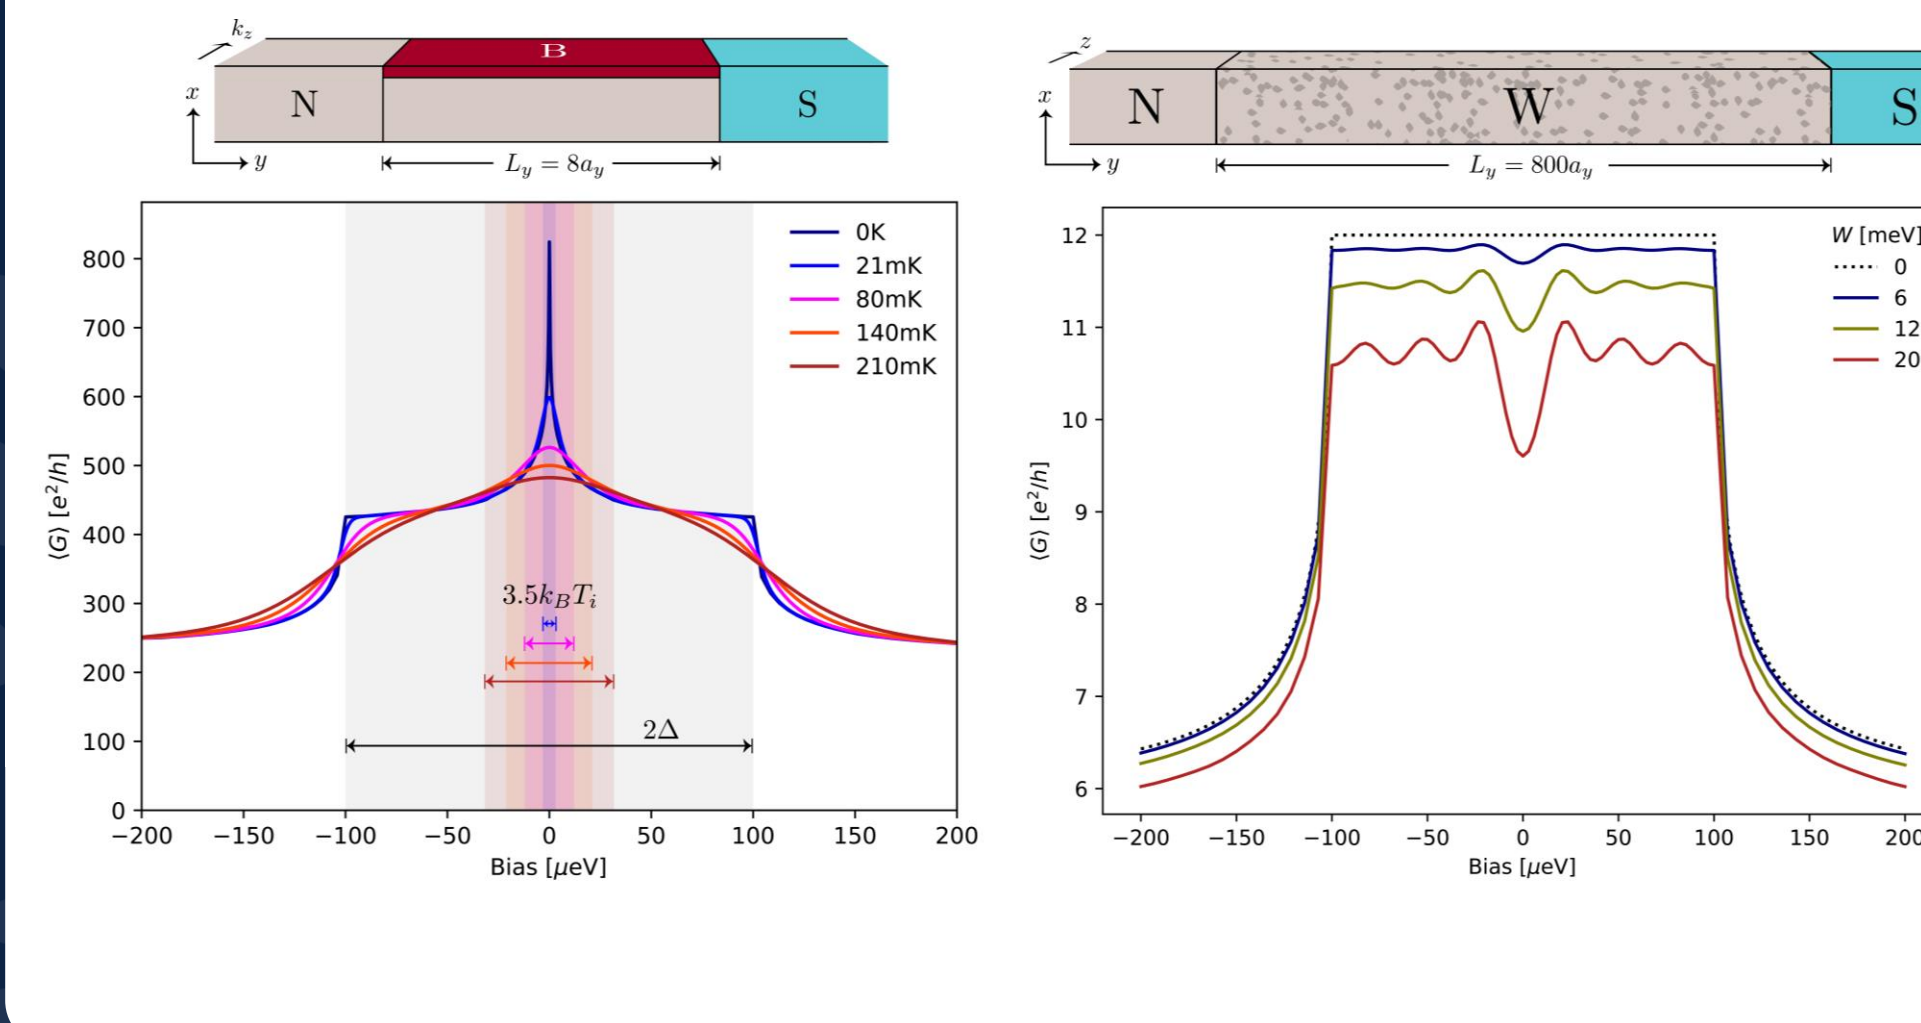 k_z
B
N
S
x
y
L_y = 8a_y
800
700
600
500
400
300
200
100
0
⟨G⟩ [e²/h]
0K
21mK
80mK
140mK
210mK
3.5k_BT_i
2Δ
−200 −150 −100 −50 0 50 100 150 200
Bias [μeV]
z
N
W
S
x
y
L_y = 800a_y
12
11
10
9
8
7
6
⟨G⟩ [e²/h]
W [meV]
0
6
12
20
−200 −150 −100 −50 0 50 100 150 200
Bias [μeV]